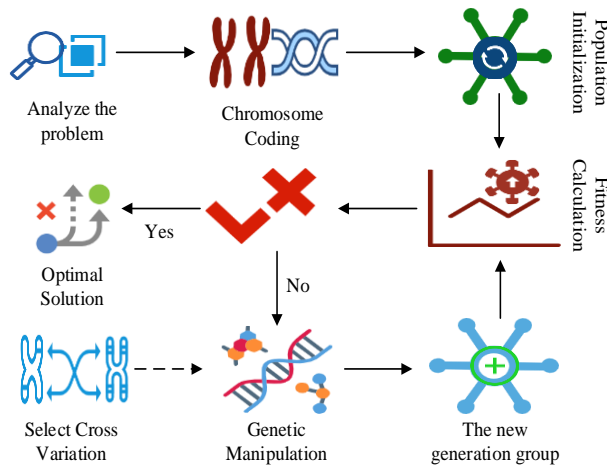 Analyze the
problem
Chromosome
Coding
Population
Initialization
Fitness
Calculation
Yes
Optimal
Solution
No
Select Cross
Variation
Genetic
Manipulation
The new
generation group